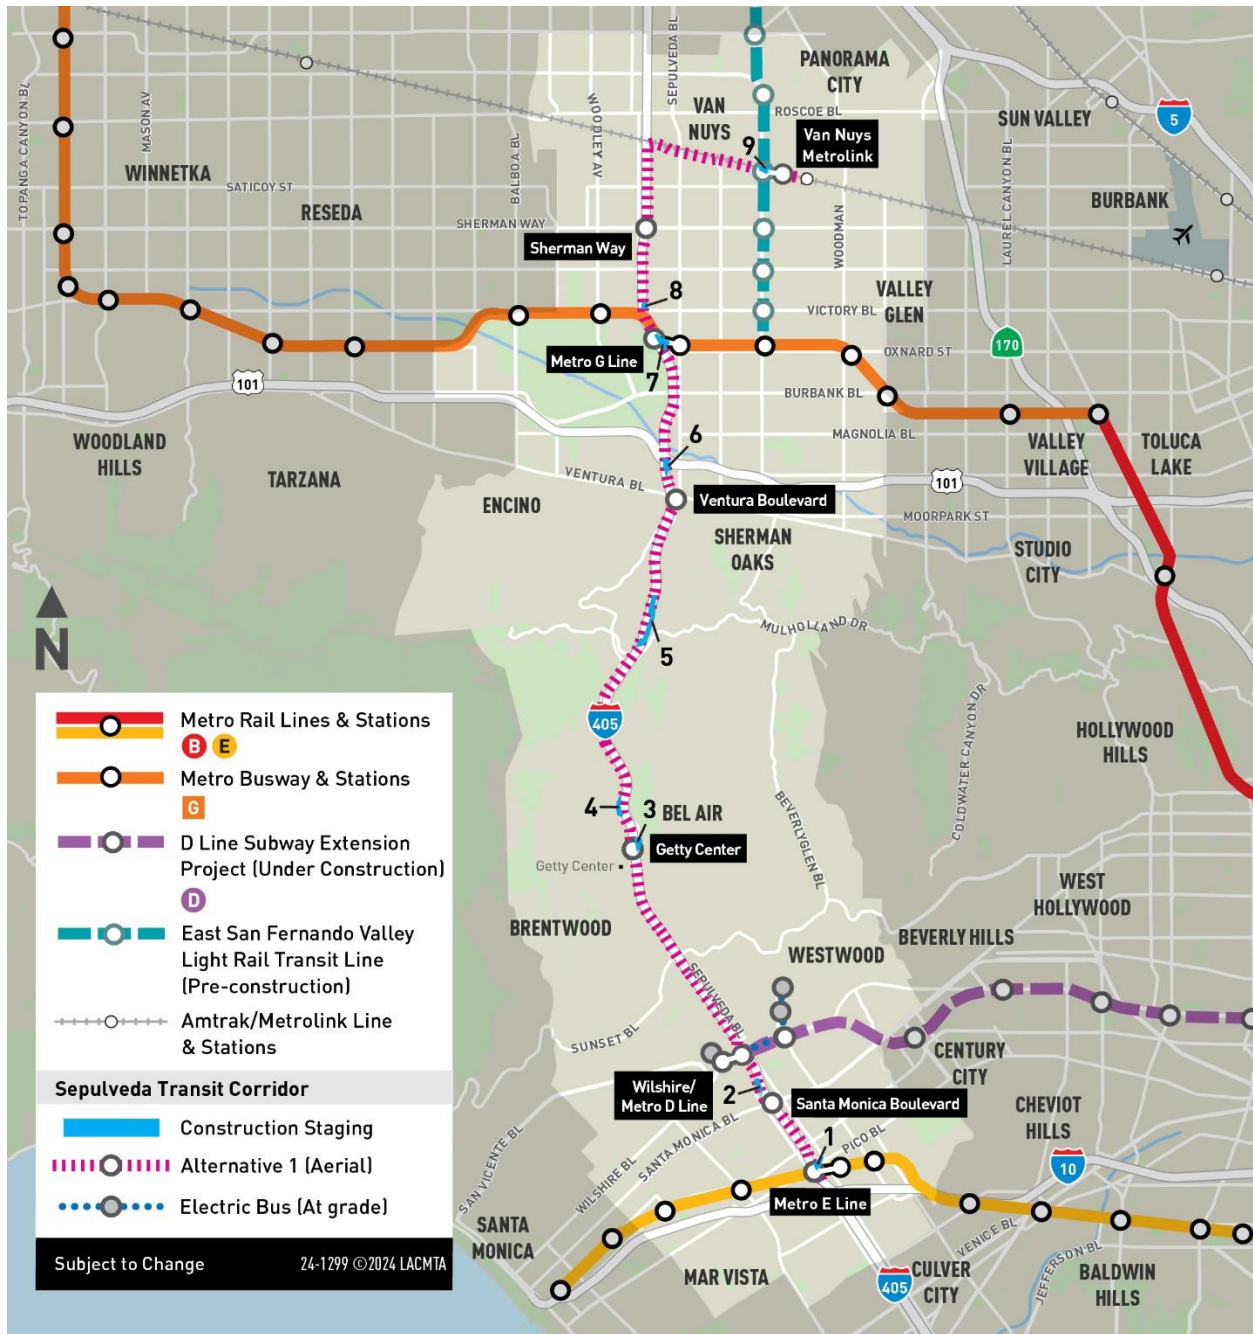 TOPANGA CANYON BL
MASON AV
WINNETKA
SATICOY ST
RESEDA
BALBOA BL
SHERMAN WAY
WOODLEY AV
SEPULVEDA BL
VAN
NUYS
PANORAMA
CITY
ROSCOE BL
9
Van Nuys
Metrolink
SUN VALLEY
5
LAUREL CANYON BL
BURBANK
WOODMAN
Sherman Way
8
VICTORY BL
VALLEY
GLEN
Metro G Line
7
OXNARD ST
170
101
BURBANK BL
MAGNOLIA BL
WOODLAND
HILLS
TARZANA
6
VENTURA BL
ENCINO
Ventura Boulevard
VALLEY
VILLAGE
TOLUCA
LAKE
101
MOORPARK ST
SHERMAN
OAKS
STUDIO
CITY
N
5
MULHOLLAND DR
405
COLDWATER CANYON DR
HOLLYWOOD
HILLS
4
3
BEL AIR
Getty Center
Getty Center
BEVERLYGLEN BL
WEST
HOLLYWOOD
BRENTWOOD
BEVERLY HILLS
WESTWOOD
SEPULVEDA BL
SUNSET BL
CENTURY
CITY
Wilshire/
Metro D Line
2
Santa Monica Boulevard
CHEVIOT
HILLS
SAN VICENTE BL
WILSHIRE BL
SANTA MONICA BL
1
PICO BL
10
Metro E Line
SANTA
MONICA
VENICE BL
MAR VISTA
405
CULVER
CITY
JEFFERSON BL
BALDWIN
HILLS
Metro Rail Lines & Stations
B E
Metro Busway & Stations
G
D Line Subway Extension
Project (Under Construction)
D
East San Fernando Valley
Light Rail Transit Line
(Pre-construction)
Amtrak/Metrolink Line
& Stations
Sepulveda Transit Corridor
Construction Staging
Alternative 1 (Aerial)
Electric Bus (At grade)
Subject to Change
24-1299 ©2024 LACMTA